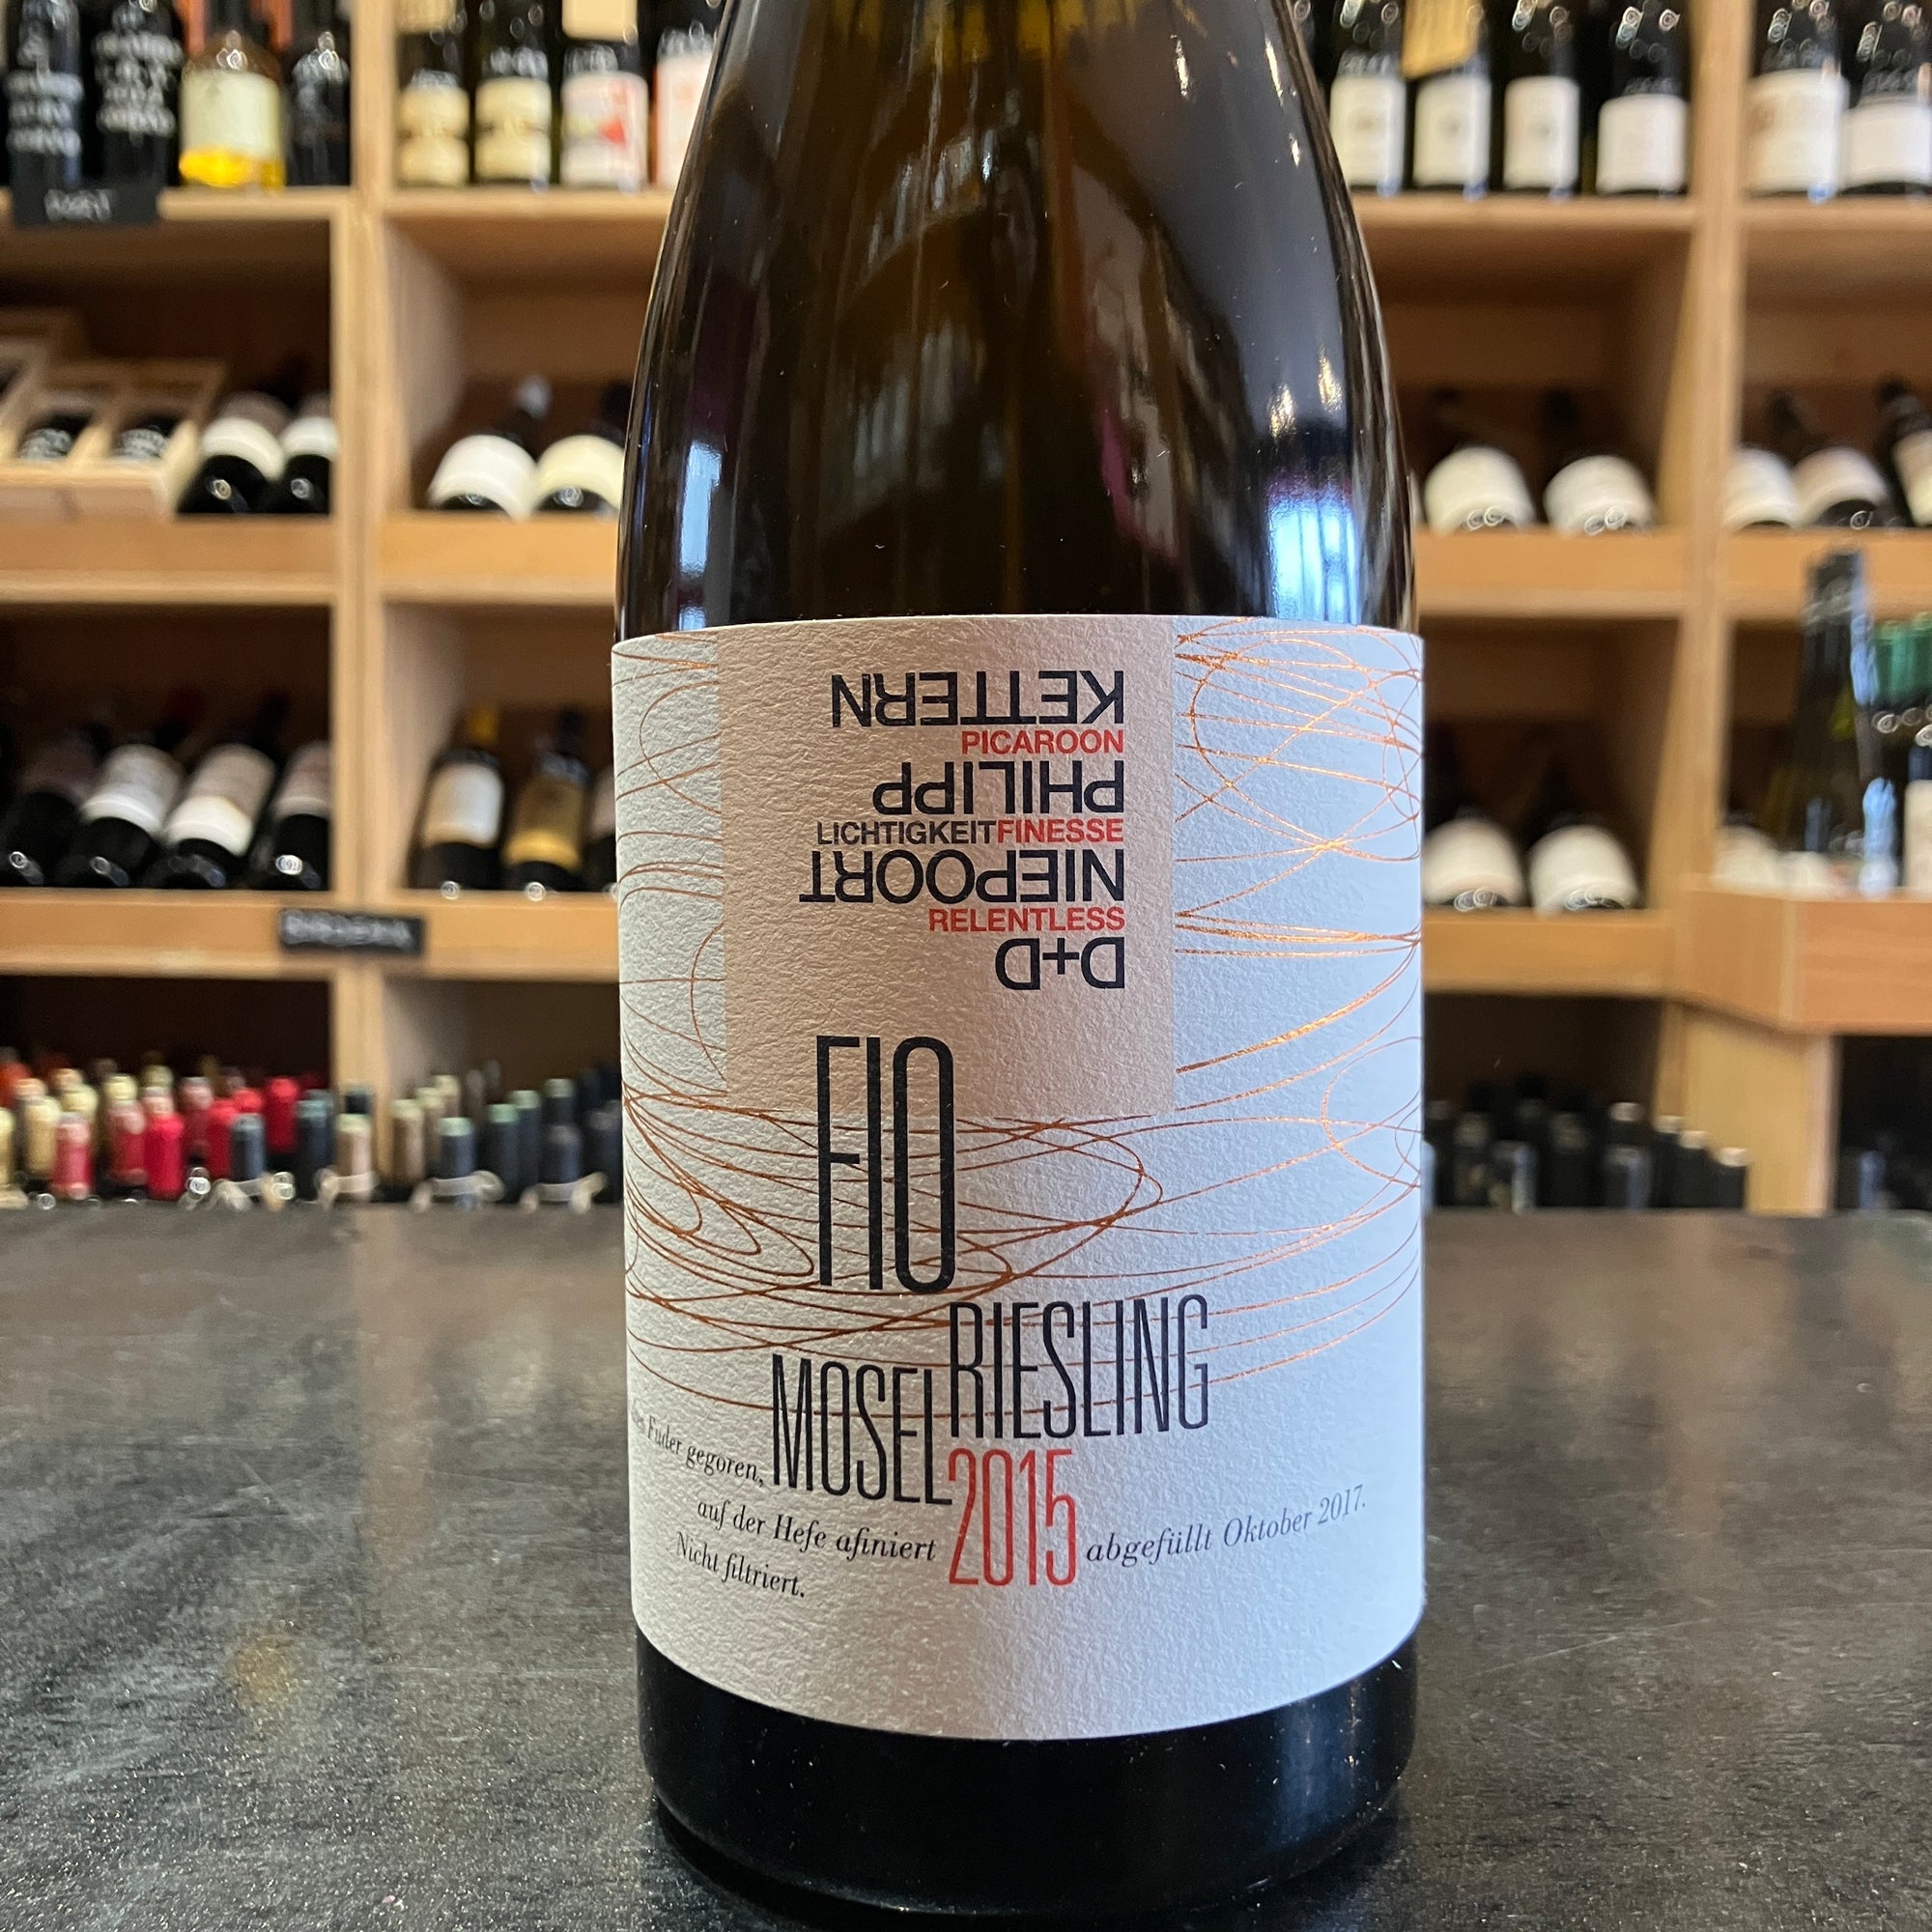 KETTERN
PICAROON
PHILIPP
LICHTIGKEITFINESSE
NIEPOORT
RELENTLESS
D+D
FIO
RIESLING
MOSEL
2015
Fuder gegoren,
auf der Hefe afiniert
abgefüllt Oktober 2017.
Nicht filtriert.